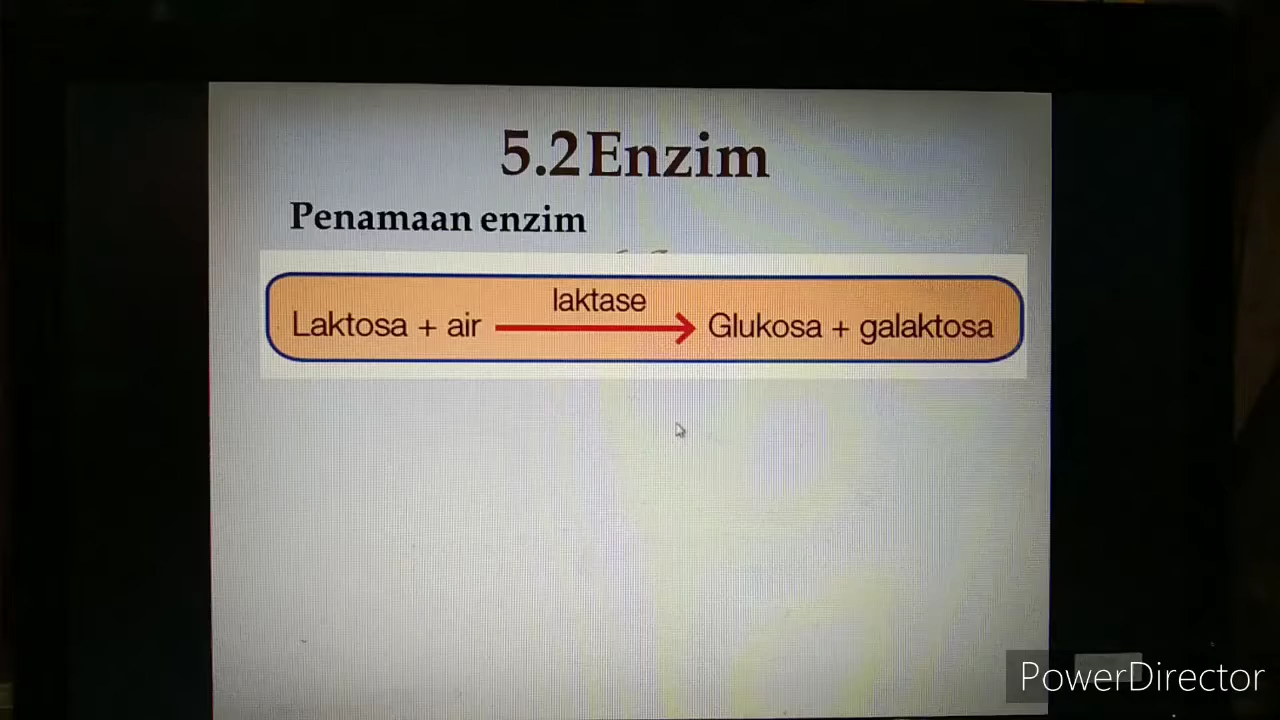 5.2 Enzim
Penamaan enzim
laktase
Laktosa + air → Glukosa + galaktosa
PowerDirector